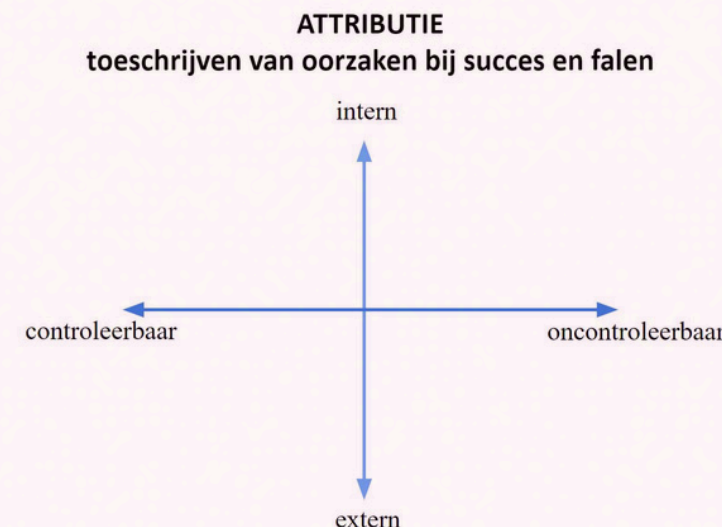 ATTRIBUTIE
toeschrijven van oorzaken bij succes en falen
intern
controleerbaar
oncontroleerbaar
extern